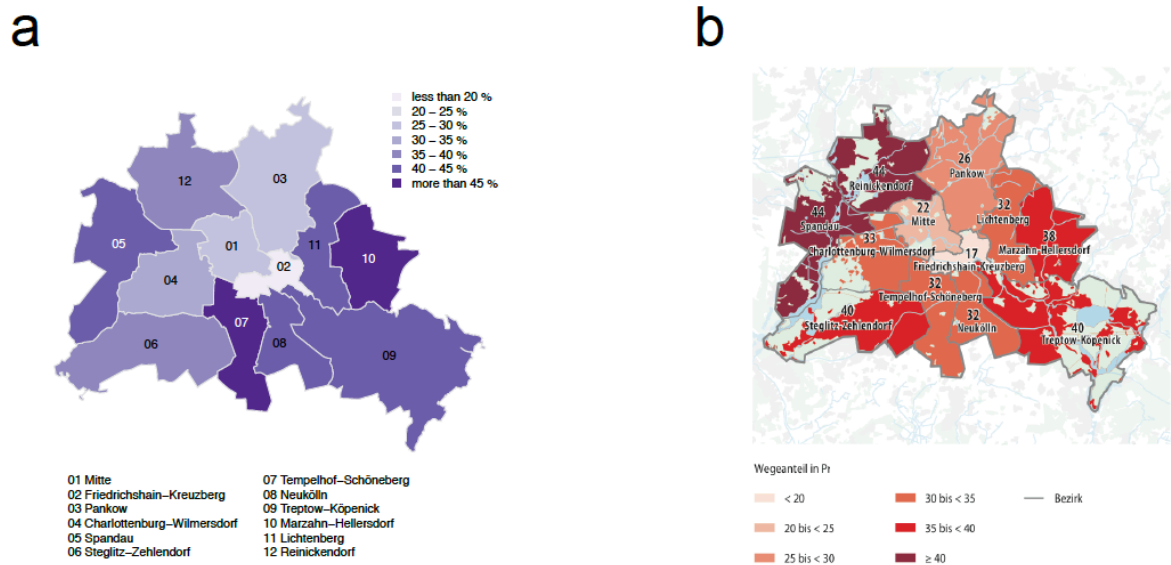 a
less than 20 %
20 – 25 %
25 – 30 %
30 – 35 %
35 – 40 %
40 – 45 %
more than 45 %
12
03
05
01
11
10
02
04
07
06
08
09
01 Mitte
02 Friedrichshain–Kreuzberg
03 Pankow
04 Charlottenburg–Wilmersdorf
05 Spandau
06 Steglitz–Zehlendorf
07 Tempelhof–Schöneberg
08 Neukölln
09 Treptow–Köpenick
10 Marzahn–Hellersdorf
11 Lichtenberg
12 Reinickendorf
b
26
Pankow
44
Reinickendorf
22
Mitte
32
Lichtenberg
44
Spandau
33
Charlottenburg-Wilmersdorf
38
Marzahn-Hellersdorf
17
Friedrichshain-Kreuzberg
32
Tempelhof-Schöneberg
40
Steglitz-Zehlendorf
32
Neukölln
40
Treptow-Köpenick
Wegeanteil in Pr
< 20
20 bis < 25
25 bis < 30
30 bis < 35
35 bis < 40
≥ 40
Bezirk